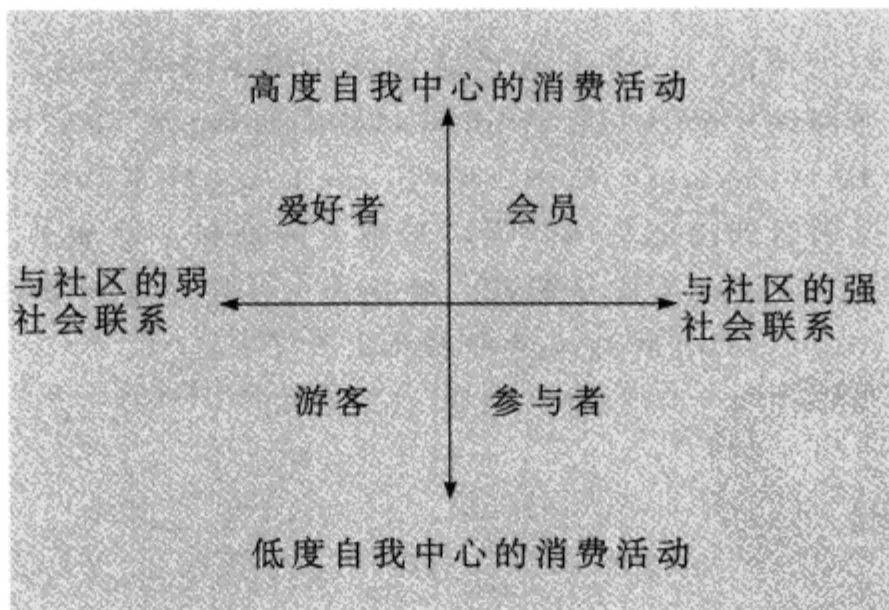 高度自我中心的消费活动
爱好者
会员
与社区的弱
社会联系
与社区的强
社会联系
游客
参与者
低度自我中心的消费活动